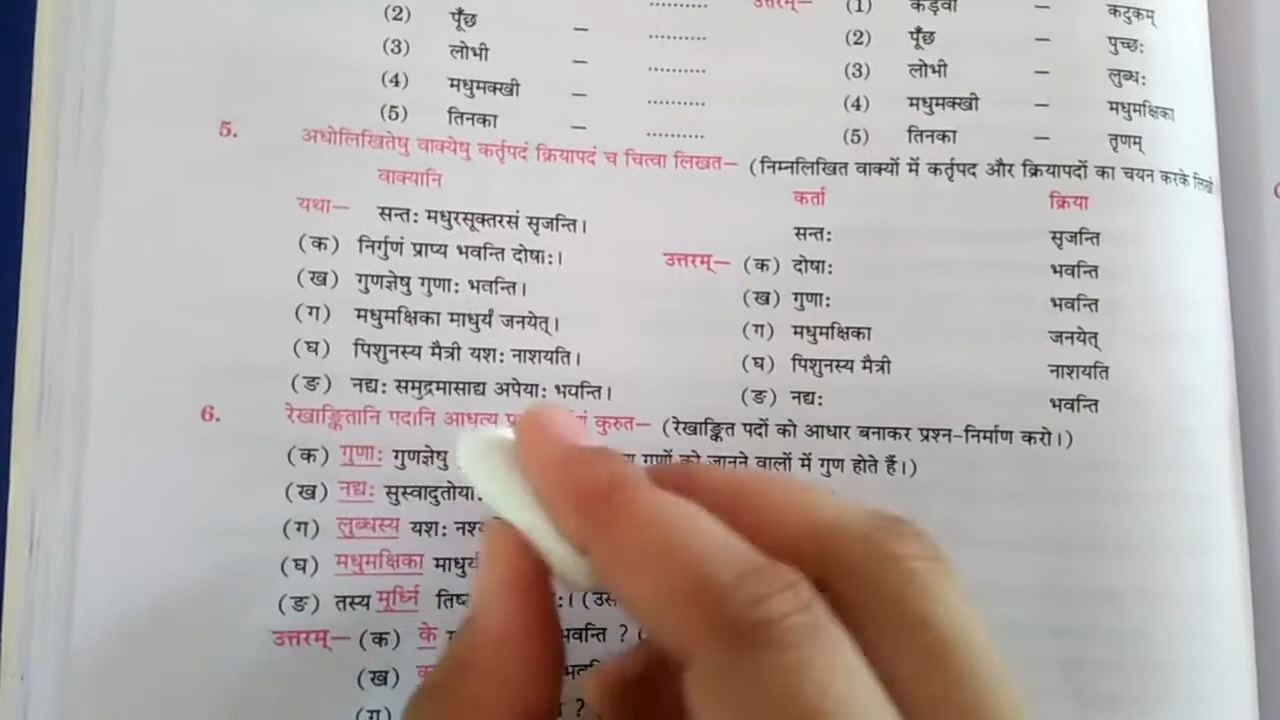 (2) पूँछ – ..........
(3) लोभी – ..........
(4) मधुमक्खी – ..........
(5) तिनका – ..........
उत्तरम्– (1) कड़वा – कटुकम्
(2) पूँछ – पुच्छः
(3) लोभी – लुब्धः
(4) मधुमक्खी – मधुमक्षिका
(5) तिनका – तृणम्
5. अधोलिखितेषु वाक्येषु कर्तृपदं क्रियापदं च चित्वा लिखत– (निम्नलिखित वाक्यों में कर्तृपद और क्रियापदों का चयन करके
वाक्यानि
यथा– सन्तः मधुरसूक्तरसं सृजन्ति।
(क) निर्गुणं प्राप्य भवन्ति दोषाः।
(ख) गुणज्ञेषु गुणाः भवन्ति।
(ग) मधुमक्षिका माधुर्यं जनयेत्।
(घ) पिशुनस्य मैत्री यशः नाशयति।
(ङ) नद्यः समुद्रमासाद्य अपेयाः भवन्ति।
कर्ता क्रिया
सन्तः सृजन्ति
उत्तरम्– (क) दोषाः भवन्ति
(ख) गुणाः भवन्ति
(ग) मधुमक्षिका जनयेत्
(घ) पिशुनस्य मैत्री नाशयति
(ङ) नद्यः भवन्ति
6. रेखाङ्कितानि पदानि आधृत्य कुरुत– (रेखाङ्कित पदों को आधार बनाकर प्रश्न-निर्माण करो।)
(क) गुणाः गुणज्ञेषु गुणों को जानने वालों में गुण होते हैं।)
(ख) नद्यः सुस्वादुतोयाः
(ग) लुब्धस्य यशः
(घ) मधुमक्षिका
(ङ) तस्य मूर्ध्नि
उत्तरम्– (क) के भवन्ति ?
(ख)
(ग) ?